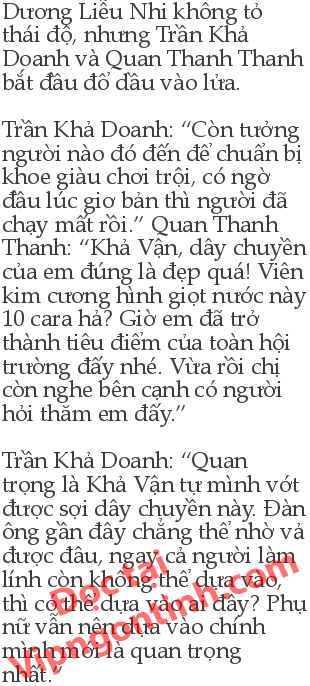 Dương Liễu Nhi không tỏ
thái độ, nhưng Trần Khả
Doanh và Quan Thanh Thanh
bắt đầu đổ dầu vào lửa.
Trần Khả Doanh: “Còn tưởng
người nào đó đến để chuẩn bị
khoe giàu chơi trội, có ngờ
đâu lúc giơ bản thì người đã
chạy mất rồi.” Quan Thanh
Thanh: “Khả Vận, dây chuyền
của em đúng là đẹp quá! Viên
kim cương hình giọt nước này
10 cara hả? Giờ em đã trở
thành tiêu điểm của toàn hội
trường đấy nhé. Vừa rồi chị
còn nghe bên cạnh có người
hỏi thăm em đấy.”
Trần Khả Doanh: “Quan
trọng là Khả Vận tự mình vớt
được sợi dây chuyền này. Đàn
ông gần đây chẳng thể nhờ vả
được đâu, ngay cả người làm
lính còn không thể dựa vào,
thì có thể dựa vào ai đây? Phụ
nữ vẫn nên dựa vào chính
mình mới là quan trọng
nhất.”
Đọc tại
Vipngontinh.com